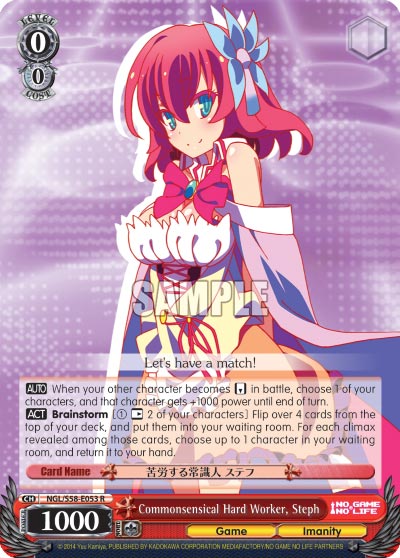 LEVEL
0
0
COST
SAMPLE
Let's have a match!
AUTO When your other character becomes in battle, choose 1 of your
characters, and that character gets +1000 power until end of turn.
ACT Brainstorm [① 2 of your characters] Flip over 4 cards from the
top of your deck, and put them into your waiting room. For each climax
revealed among those cards, choose up to 1 character in your waiting
room, and return it to your hand.
Card Name 苦労する常識人 ステフ
CH NGL/S58-E053 R
1000
Commonsensical Hard Worker, Steph
NO GAME NO LIFE
Game Imanity
© 2014 Yuu Kamiya, PUBLISHED BY KADOKAWA CORPORATION MEDIAFACTORY/NO GAME NO LIFE PARTNERS